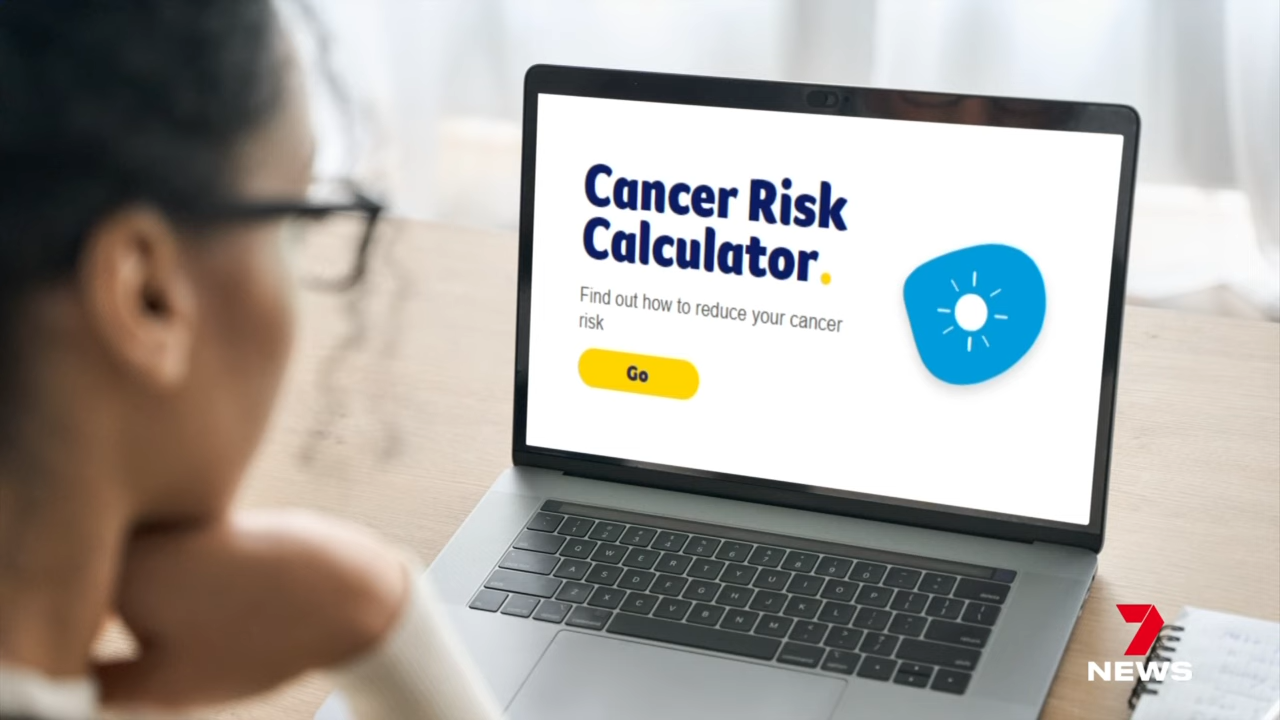 Cancer Risk
Calculator.
Find out how to reduce your cancer
risk
Go
7
NEWS